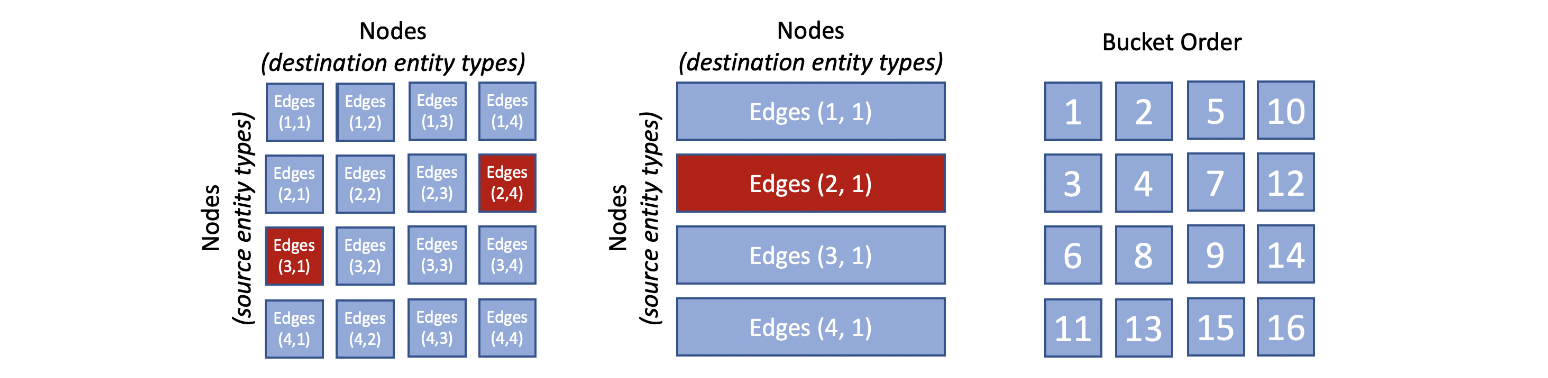 Nodes
(destination entity types)
Nodes
(source entity types)
Edges
(1,1)
Edges
(1,2)
Edges
(1,3)
Edges
(1,4)
Edges
(2,1)
Edges
(2,2)
Edges
(2,3)
Edges
(2,4)
Edges
(3,1)
Edges
(3,2)
Edges
(3,3)
Edges
(3,4)
Edges
(4,1)
Edges
(4,2)
Edges
(4,3)
Edges
(4,4)
Nodes
(destination entity types)
Nodes
(source entity types)
Edges (1, 1)
Edges (2, 1)
Edges (3, 1)
Edges (4, 1)
Bucket Order
1 2 5 10
3 4 7 12
6 8 9 14
11 13 15 16